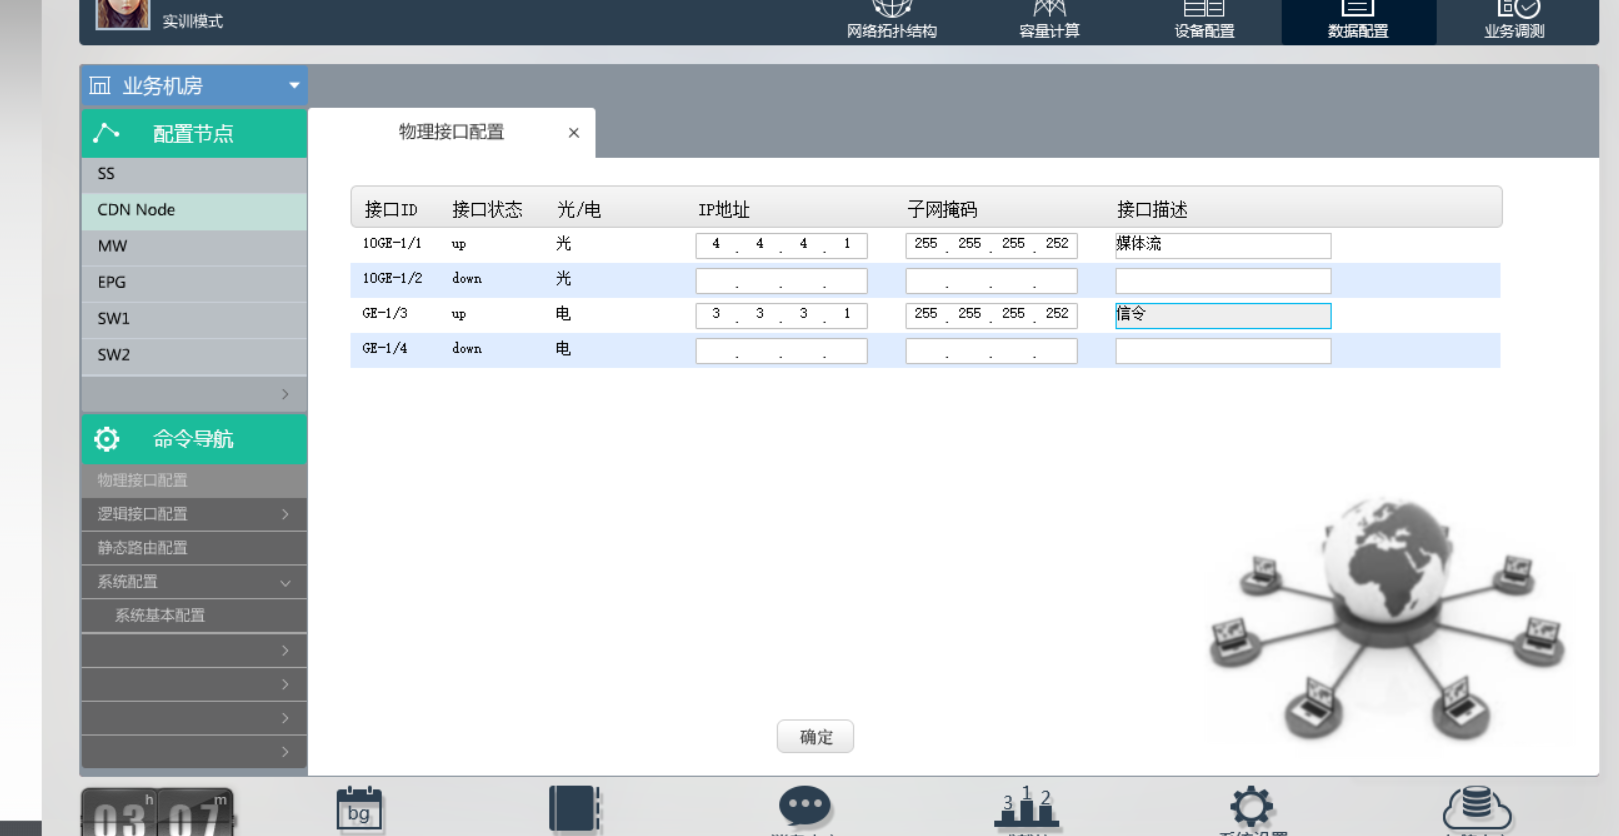 实训模式
网络拓扑结构 容量计算 设备配置 数据配置 业务调测
业务机房
配置节点
物理接口配置 ×
SS
CDN Node
MW
EPG
SW1
SW2
接口ID 接口状态 光/电 IP地址 子网掩码 接口描述
10GE-1/1 up 光 4 . 4 . 4 . 1 255 . 255 . 255 . 252 媒体流
10GE-1/2 down 光 . . . . . .
GE-1/3 up 电 3 . 3 . 3 . 1 255 . 255 . 255 . 252 信令
GE-1/4 down 电 . . . . . .
命令导航
物理接口配置
逻辑接口配置
静态路由配置
系统配置
系统基本配置
确定
03 h 07 m
bg
3 1 2
系统设置